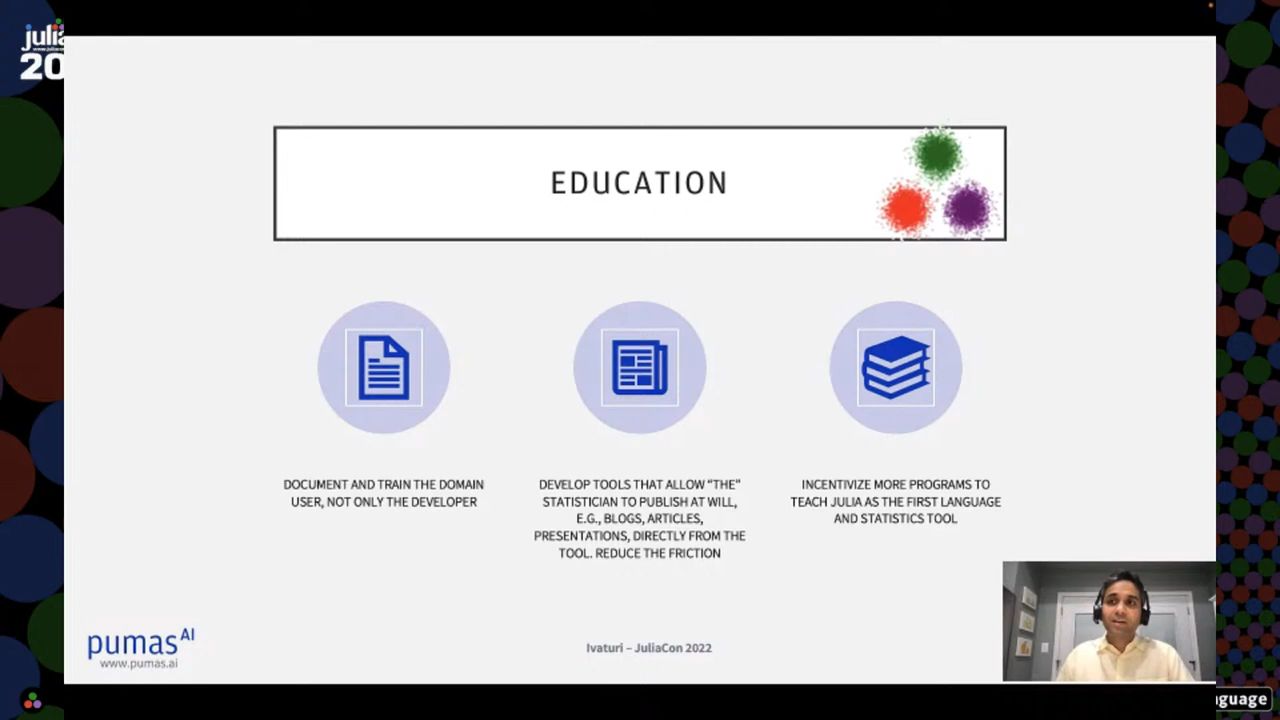 julia
20
EDUCATION
DOCUMENT AND TRAIN THE DOMAIN
USER, NOT ONLY THE DEVELOPER
DEVELOP TOOLS THAT ALLOW “THE”
STATISTICIAN TO PUBLISH AT WILL,
E.G., BLOGS, ARTICLES,
PRESENTATIONS, DIRECTLY FROM THE
TOOL. REDUCE THE FRICTION
INCENTIVIZE MORE PROGRAMS TO
TEACH JULIA AS THE FIRST LANGUAGE
AND STATISTICS TOOL
pumasAI
www.pumas.ai
Ivaturi – JuliaCon 2022
guage